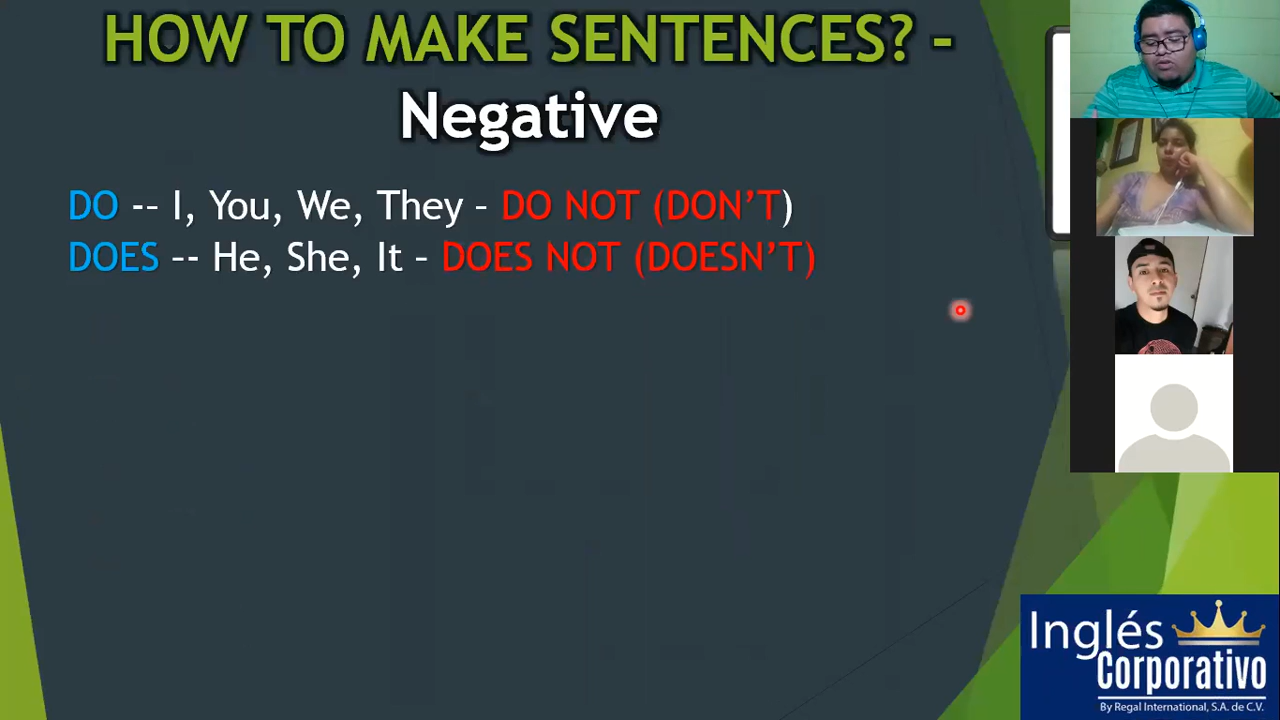 HOW TO MAKE SENTENCES? -
Negative
DO -- I, You, We, They – DO NOT (DON’T)
DOES –- He, She, It – DOES NOT (DOESN’T)
Inglés
Corporativo
By Regal International, S.A. de C.V.